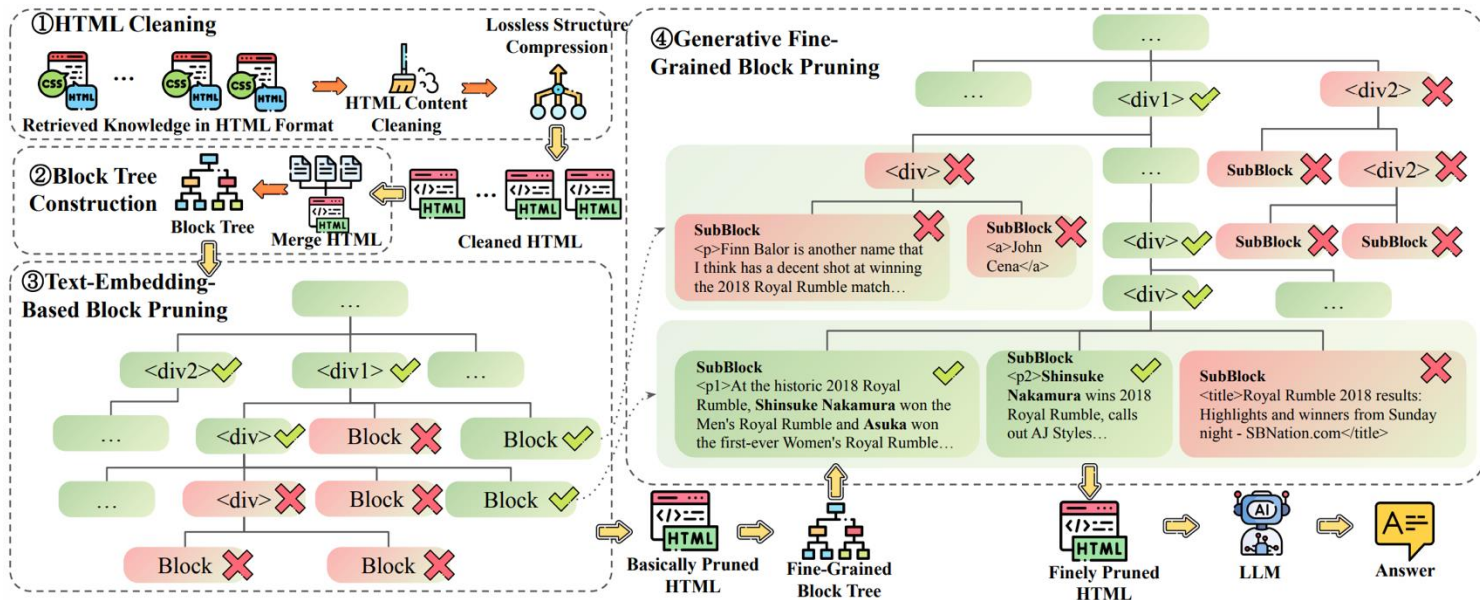 ①HTML Cleaning
Lossless Structure
Compression
CSS
HTML
...
CSS
HTML
CSS
HTML
HTML Content
Cleaning
Retrieved Knowledge in HTML Format
②Block Tree
Construction
Block Tree
Merge HTML
HTML
</>
HTML
...
</>
HTML
</>
HTML
Cleaned HTML
③Text-Embedding-
Based Block Pruning
...
<div2>
<div1>
...
...
<div>
Block
Block
...
<div>
Block
Block
Block
Block
</>
HTML
Basically Pruned
HTML
Fine-Grained
Block Tree
④Generative Fine-
Grained Block Pruning
...
...
<div1>
<div2>
<div>
...
SubBlock
<div2>
SubBlock
<p>Finn Balor is another name that
I think has a decent shot at winning
the 2018 Royal Rumble match…
SubBlock
<a>John
Cena</a>
<div>
SubBlock
SubBlock
<div>
...
SubBlock
<p1>At the historic 2018 Royal
Rumble, Shinsuke Nakamura won the
Men's Royal Rumble and Asuka won
the first-ever Women's Royal Rumble…
SubBlock
<p2>Shinsuke
Nakamura wins 2018
Royal Rumble, calls
out AJ Styles…
SubBlock
<title>Royal Rumble 2018 results:
Highlights and winners from Sunday
night - SBNation.com</title>
</>
HTML
Finely Pruned
HTML
AI
LLM
A
Answer